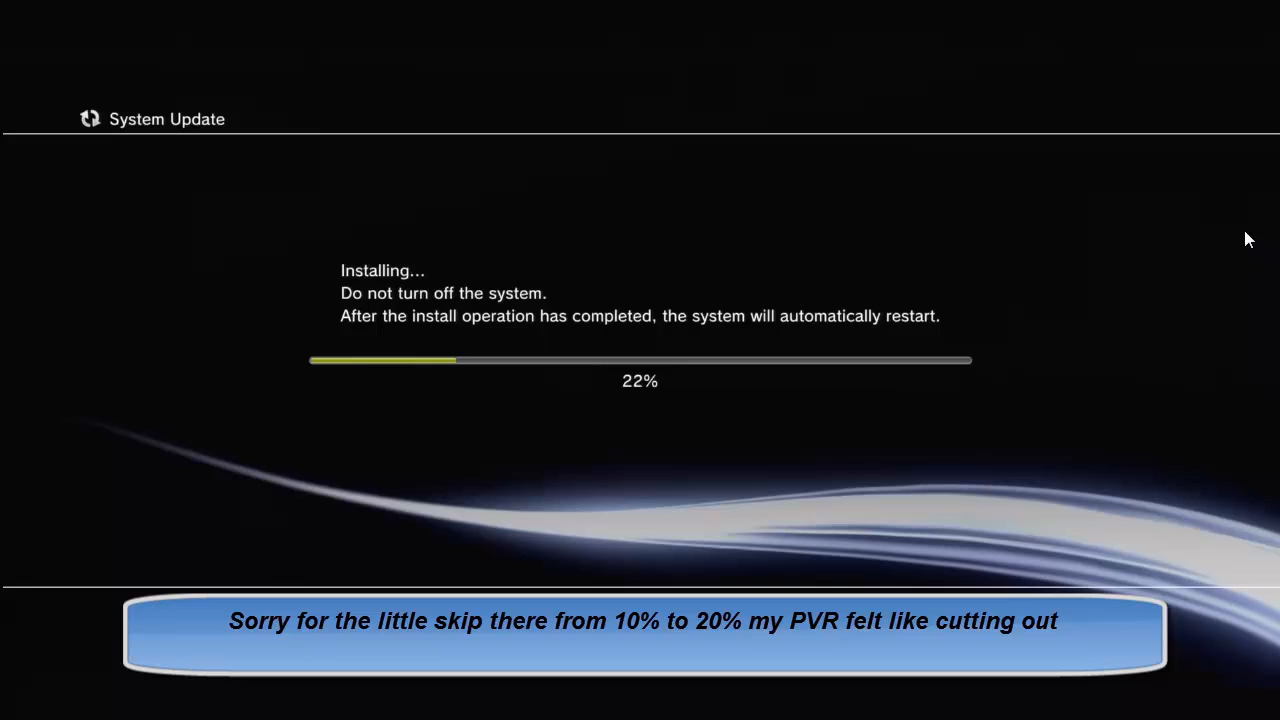 System Update
Installing...
Do not turn off the system.
After the install operation has completed, the system will automatically restart.
22%
Sorry for the little skip there from 10% to 20% my PVR felt like cutting out